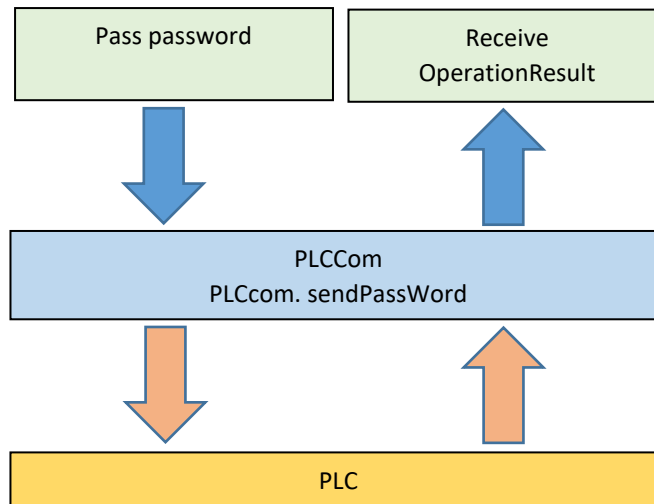 Pass password
Receive
OperationResult
PLCCom
PLCcom. sendPassWord
PLC